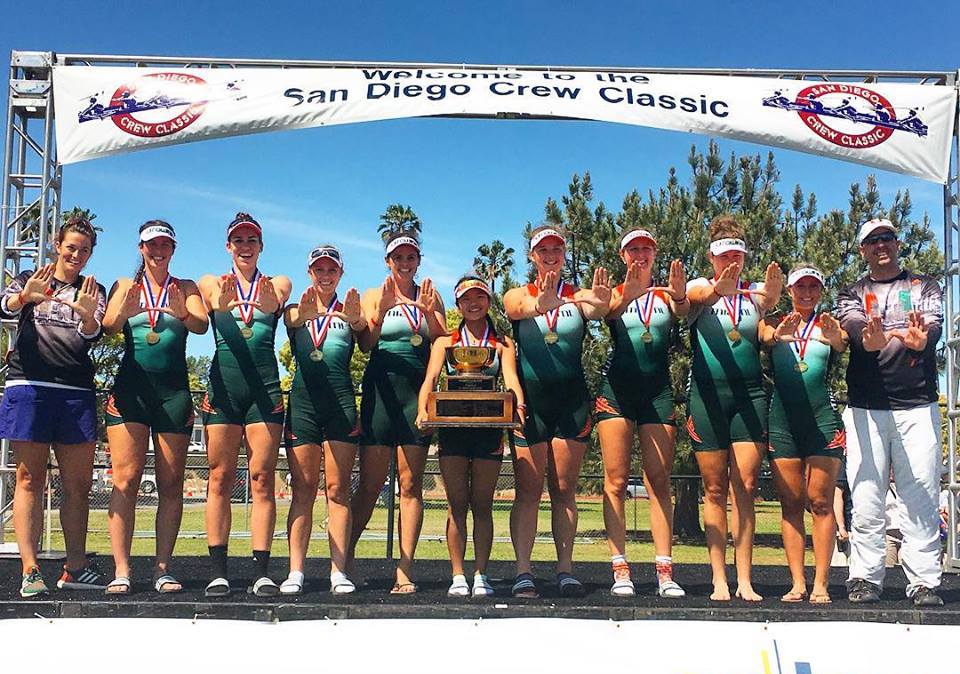 Welcome to the
San Diego Crew Classic
SAN DIEGO
CREW CLASSIC
SAN DIEGO
CREW CLASSIC